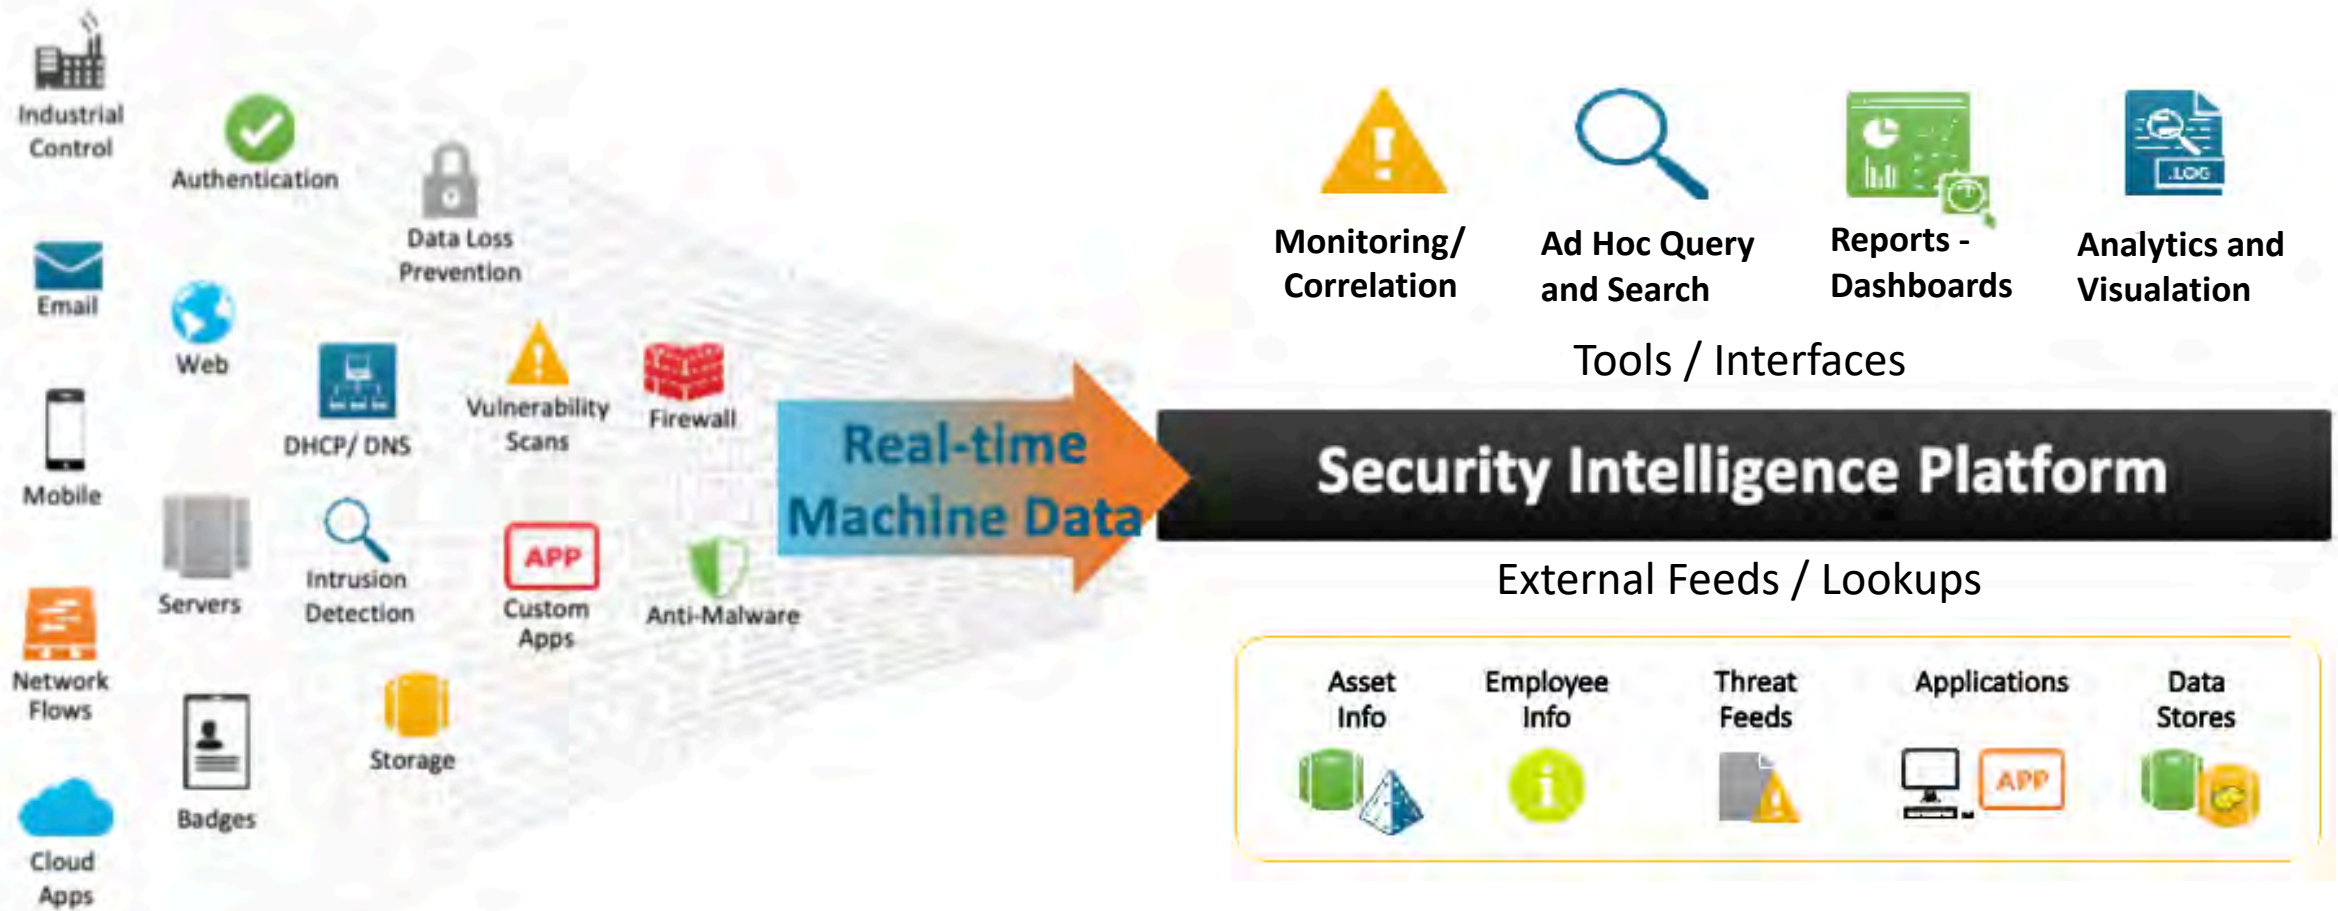 Industrial
Control
Authentication
Data Loss
Prevention
Email
Web
DHCP/ DNS
Vulnerability
Scans
Firewall
Mobile
Servers
Intrusion
Detection
APP
Custom
Apps
Anti-Malware
Network
Flows
Badges
Storage
Cloud
Apps
Real-time
Machine Data
.LOG
Monitoring/
Correlation
Ad Hoc Query
and Search
Reports -
Dashboards
Analytics and
Visualation
Tools / Interfaces
Security Intelligence Platform
External Feeds / Lookups
Asset
Info
Employee
Info
Threat
Feeds
Applications
APP
Data
Stores